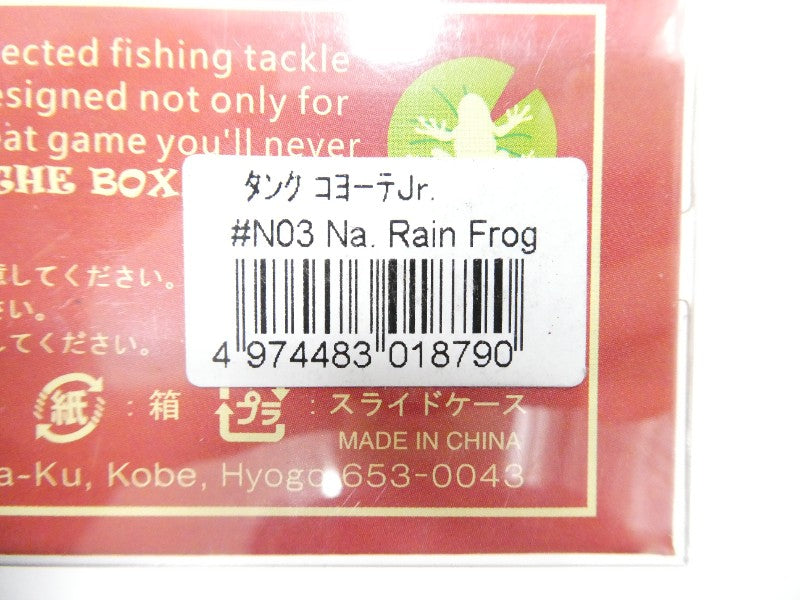 ected fishing tackle
esigned not only for
at game you'll never
THE BOX
タンク コヨーテJr.
#N03 Na. Rain Frog
してください。
さい。
してください。
4 974483 018790
紙 : 箱 プラ : スライドケース
MADE IN CHINA
a-Ku, Kobe, Hyogo 653-0043